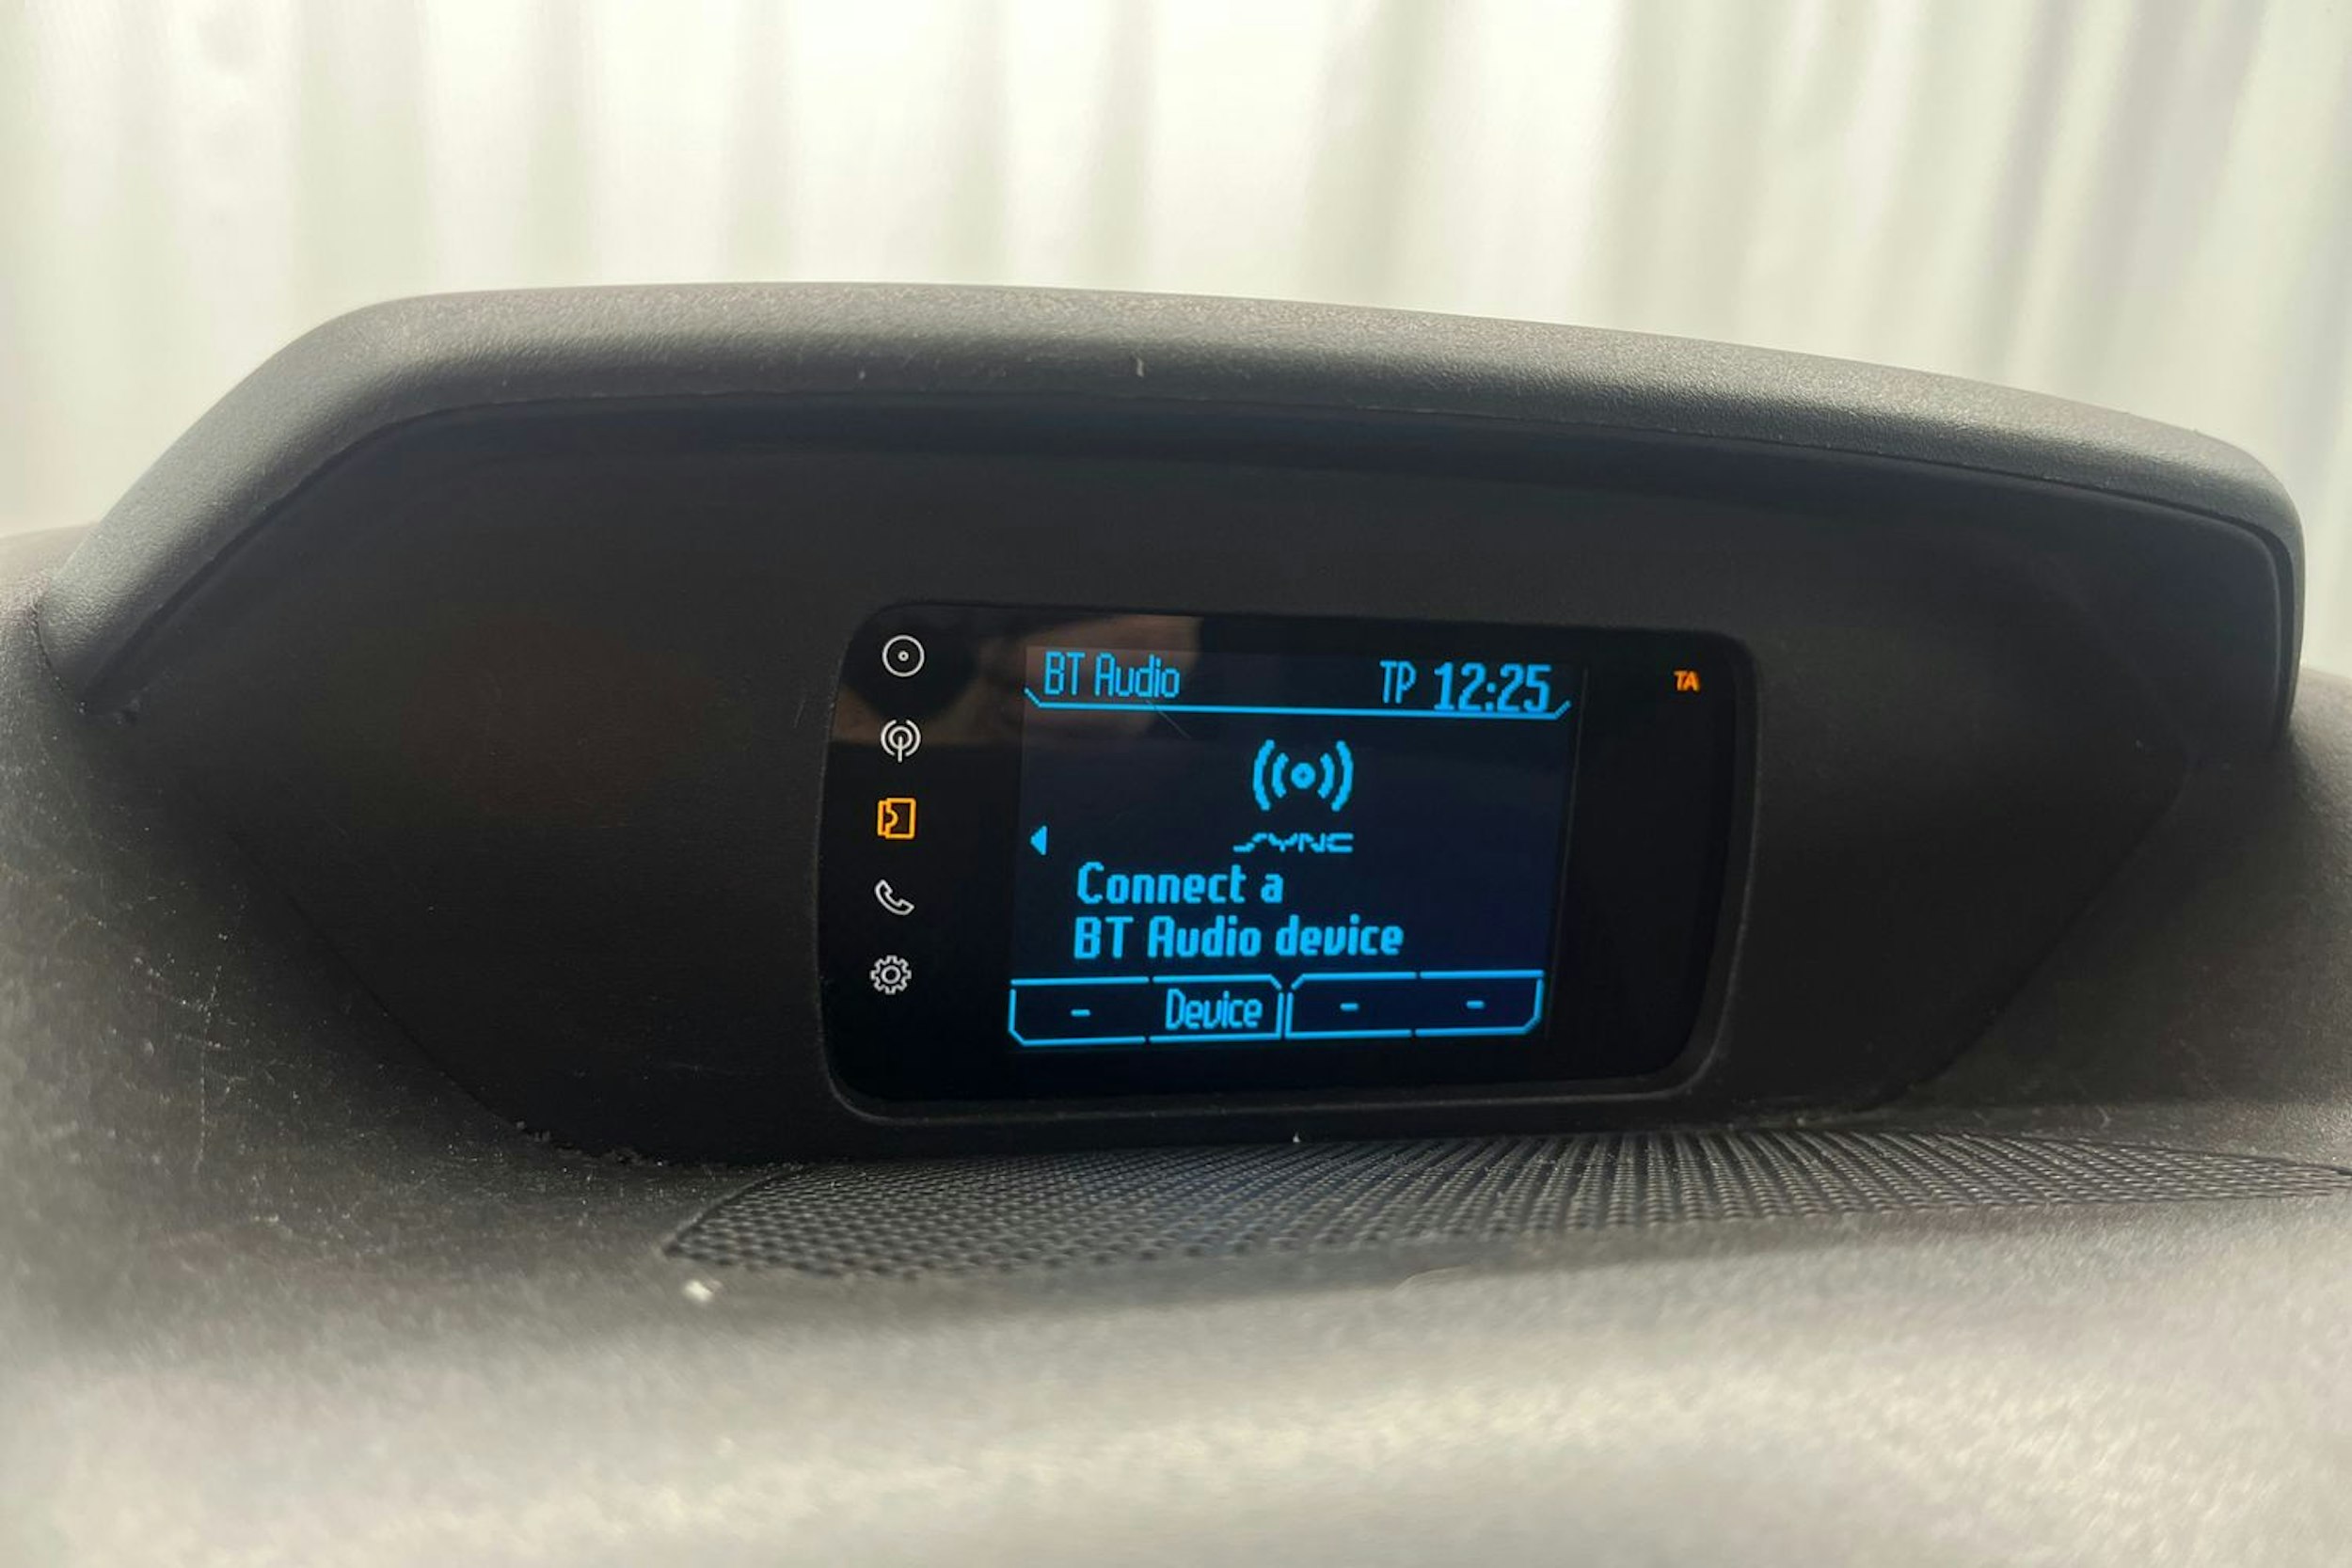 BT Audio TP 12:25 TA
SYNC
Connect a
BT Audio device
- Device - -